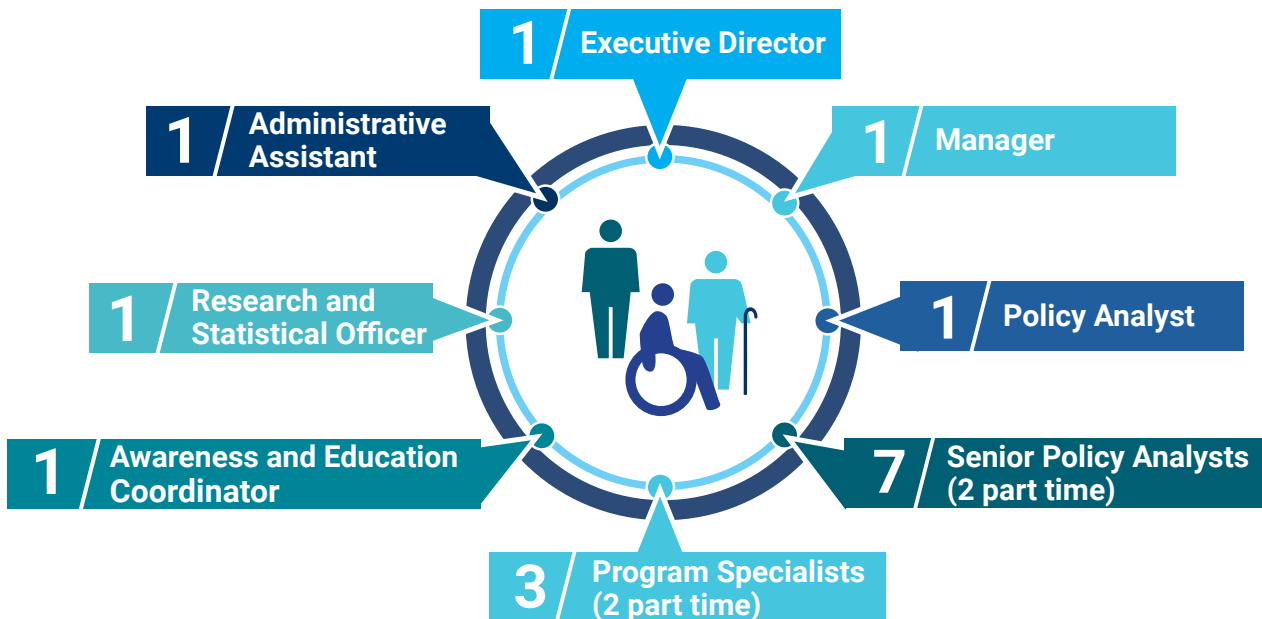 1 Executive Director
1 Administrative
Assistant
1 Manager
1 Research and
Statistical Officer
1 Policy Analyst
1 Awareness and Education
Coordinator
7 Senior Policy Analysts
(2 part time)
3 Program Specialists
(2 part time)